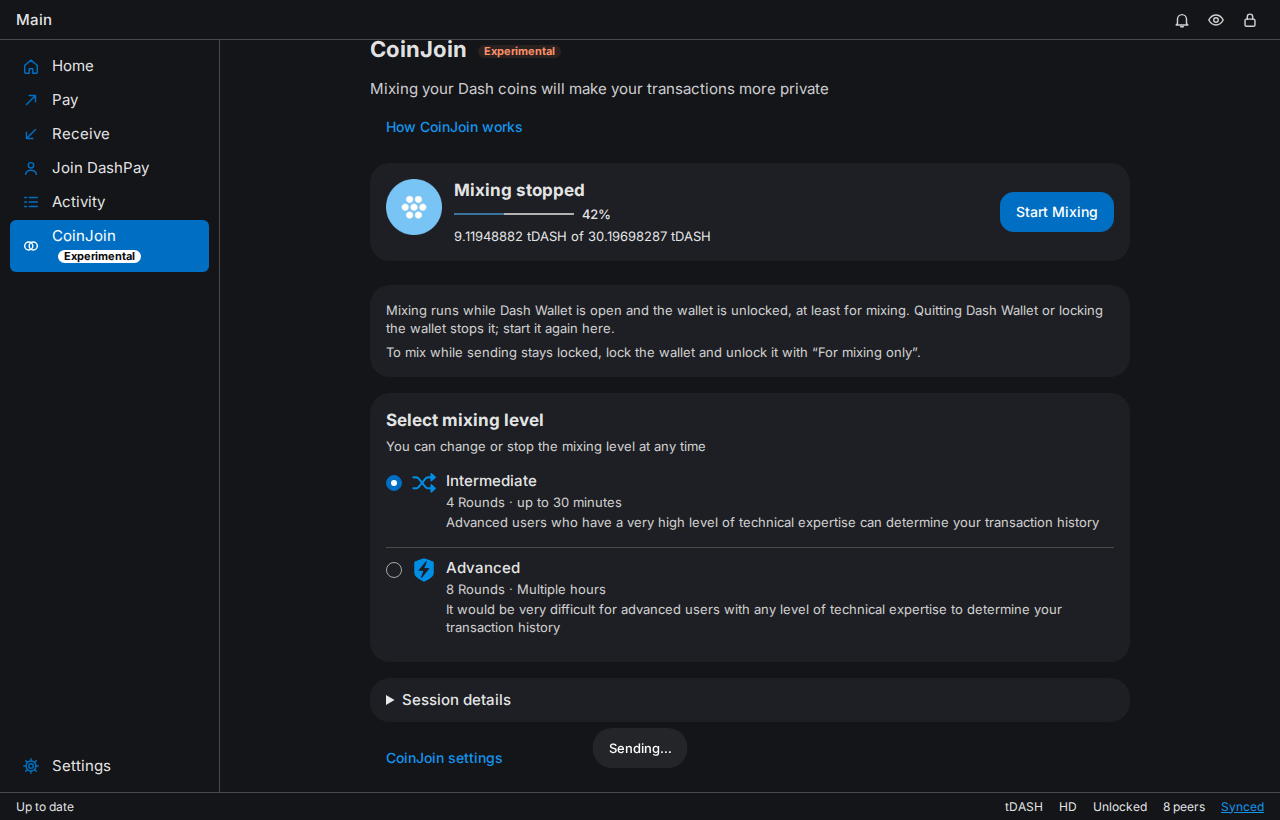 Main
Home
Pay
Receive
Join DashPay
Activity
CoinJoin
Experimental
Settings
CoinJoin Experimental
Mixing your Dash coins will make your transactions more private
How CoinJoin works
Mixing stopped
42%
9.11948882 tDASH of 30.19698287 tDASH
Start Mixing
Mixing runs while Dash Wallet is open and the wallet is unlocked, at least for mixing. Quitting Dash Wallet or locking
the wallet stops it; start it again here.
To mix while sending stays locked, lock the wallet and unlock it with “For mixing only”.
Select mixing level
You can change or stop the mixing level at any time
Intermediate
4 Rounds · up to 30 minutes
Advanced users who have a very high level of technical expertise can determine your transaction history
Advanced
8 Rounds · Multiple hours
It would be very difficult for advanced users with any level of technical expertise to determine your
transaction history
Session details
Sending...
CoinJoin settings
Up to date
tDASH HD Unlocked 8 peers Synced